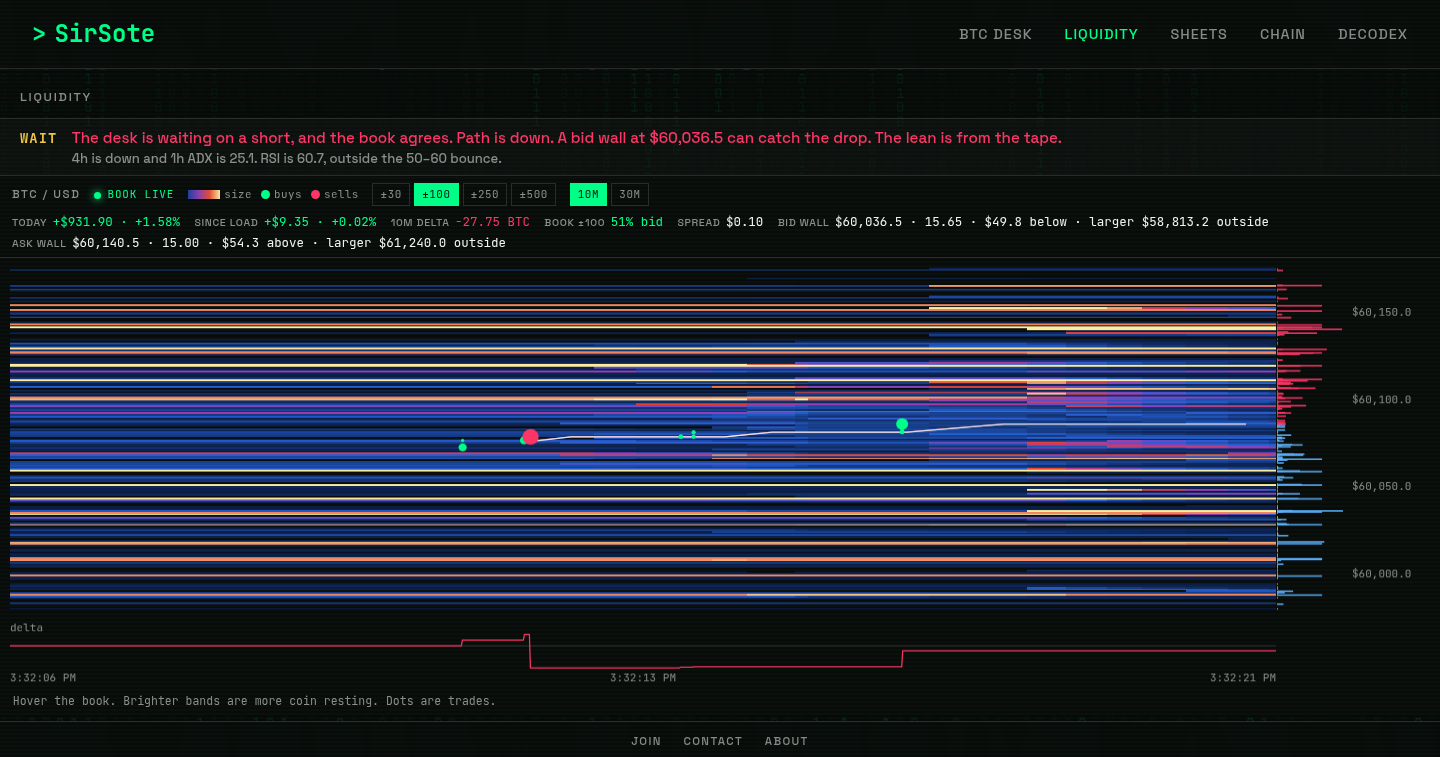 > SirSote
BTC DESK LIQUIDITY SHEETS CHAIN DECODEX
LIQUIDITY
WAIT The desk is waiting on a short, and the book agrees. Path is down. A bid wall at $60,036.5 can catch the drop. The lean is from the tape.
4h is down and 1h ADX is 25.1. RSI is 60.7, outside the 50–60 bounce.
BTC / USD BOOK LIVE size buys sells ±30 ±100 ±250 ±500 10M 30M
TODAY +$931.90 · +1.58% SINCE LOAD +$9.35 · +0.02% 10M DELTA -27.75 BTC BOOK ±100 51% bid SPREAD $0.10 BID WALL $60,036.5 · 15.65 · $49.8 below · larger $58,813.2 outside
ASK WALL $60,140.5 · 15.00 · $54.3 above · larger $61,240.0 outside
$60,150.0
$60,100.0
$60,050.0
$60,000.0
delta
3:32:06 PM 3:32:13 PM 3:32:21 PM
Hover the book. Brighter bands are more coin resting. Dots are trades.
JOIN CONTACT ABOUT